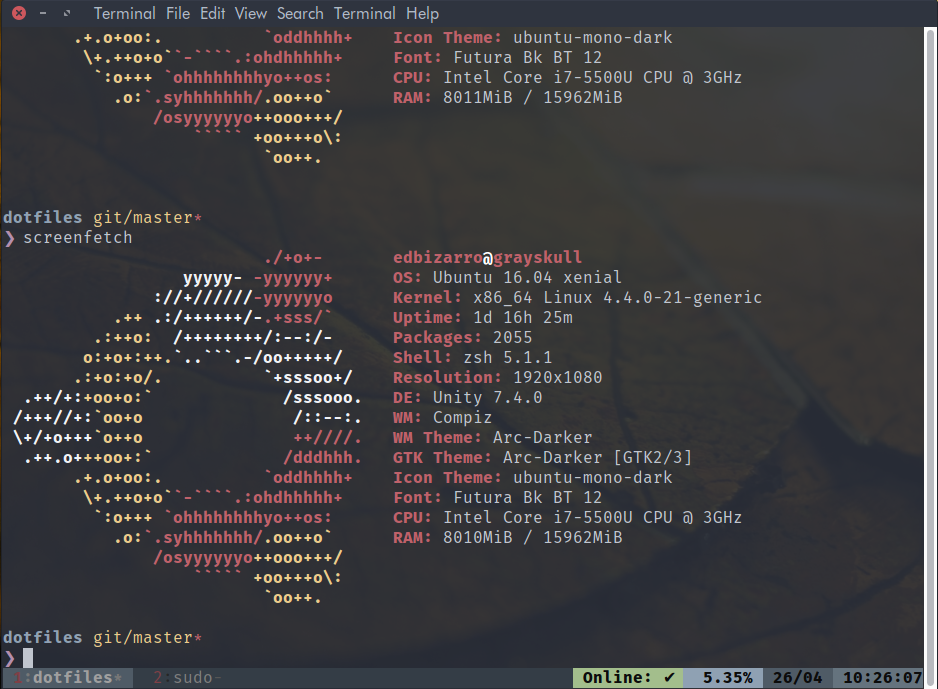 Terminal File Edit View Search Terminal Help
.+.o+oo:. `oddhhhh+ Icon Theme: ubuntu-mono-dark
\+.++o+o``-````.:ohdhhhhh+ Font: Futura Bk BT 12
`:o+++ `ohhhhhhhhyo++os: CPU: Intel Core i7-5500U CPU @ 3GHz
.o:`.syhhhhhhh/.oo++o` RAM: 8011MiB / 15962MiB
/osyyyyyyo++ooo+++/
````` +oo+++o\:
`oo++.
dotfiles git/master*
❯ screenfetch
./+o+- edbizarro@grayskull
yyyyy- -yyyyyy+ OS: Ubuntu 16.04 xenial
://+//////-yyyyyyo Kernel: x86_64 Linux 4.4.0-21-generic
.++ .:/++++++/-.+sss/` Uptime: 1d 16h 25m
.:++o: /++++++++/:--:/- Packages: 2055
o:+o+:++.`..```.-/oo+++++/ Shell: zsh 5.1.1
.:+o:+o/. `+sssoo+/ Resolution: 1920x1080
.++/+:+oo+o:` /sssooo. DE: Unity 7.4.0
/+++//+:`oo+o /::--:. WM: Compiz
\+/+o+++`o++o ++////. WM Theme: Arc-Darker
.++.o+++oo+:` /dddhhh. GTK Theme: Arc-Darker [GTK2/3]
.+.o+oo:. `oddhhhh+ Icon Theme: ubuntu-mono-dark
\+.++o+o``-````.:ohdhhhhh+ Font: Futura Bk BT 12
`:o+++ `ohhhhhhhhyo++os: CPU: Intel Core i7-5500U CPU @ 3GHz
.o:`.syhhhhhhh/.oo++o` RAM: 8010MiB / 15962MiB
/osyyyyyyo++ooo+++/
````` +oo+++o\:
`oo++.
dotfiles git/master*
❯
1:dotfiles* 2:sudo- Online: ✔ 5.35% 26/04 10:26:07